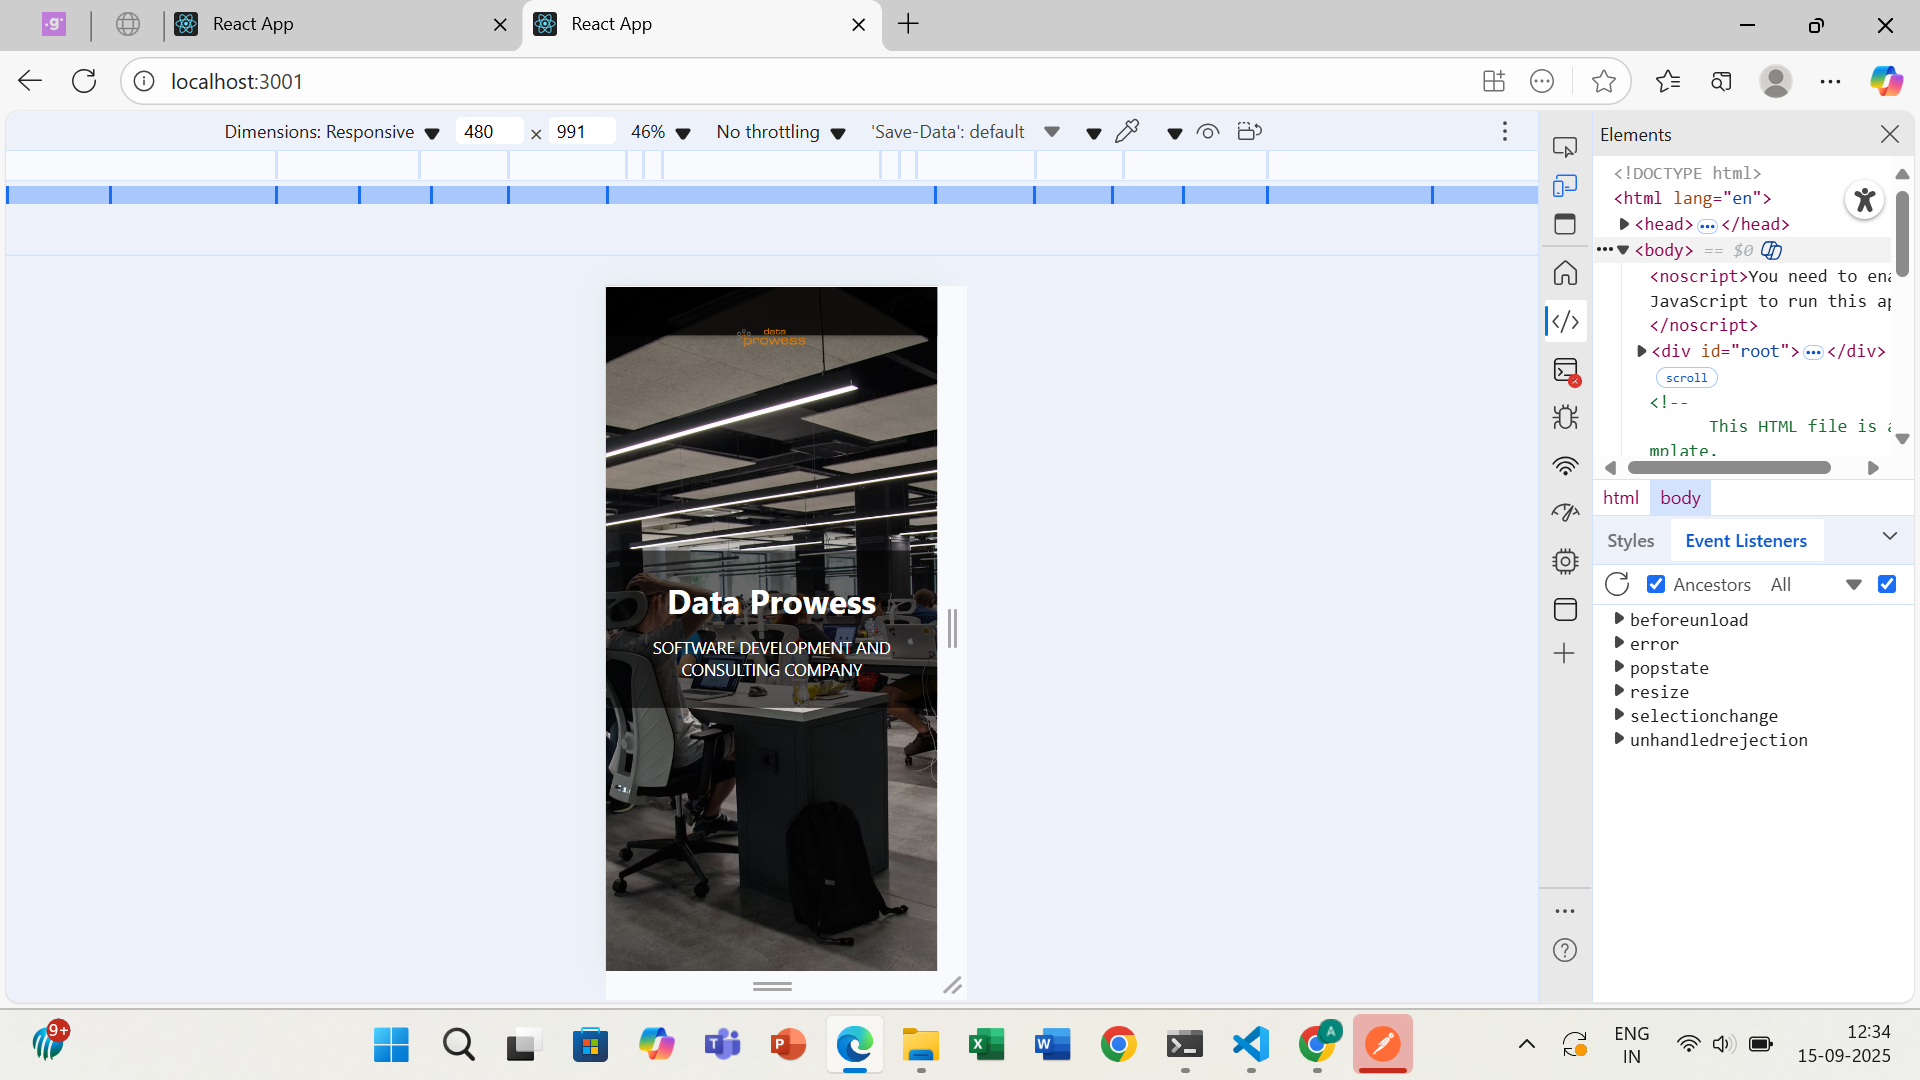 React App
React App
localhost:3001
Dimensions: Responsive 480 × 991 46% No throttling 'Save-Data': default
Elements
<!DOCTYPE html>
<html lang="en">
<head> ••• </head>
••• <body> == $0
<noscript>You need to ena
JavaScript to run this ap
</noscript>
<div id="root"> ••• </div>
scroll
<!--
This HTML file is a
mplate.
html body
Styles Event Listeners
Ancestors All
beforeunload
error
popstate
resize
selectionchange
unhandledrejection
data
prowess
Data Prowess
SOFTWARE DEVELOPMENT AND
CONSULTING COMPANY
9+
A
ENG
IN
12:34
15-09-2025